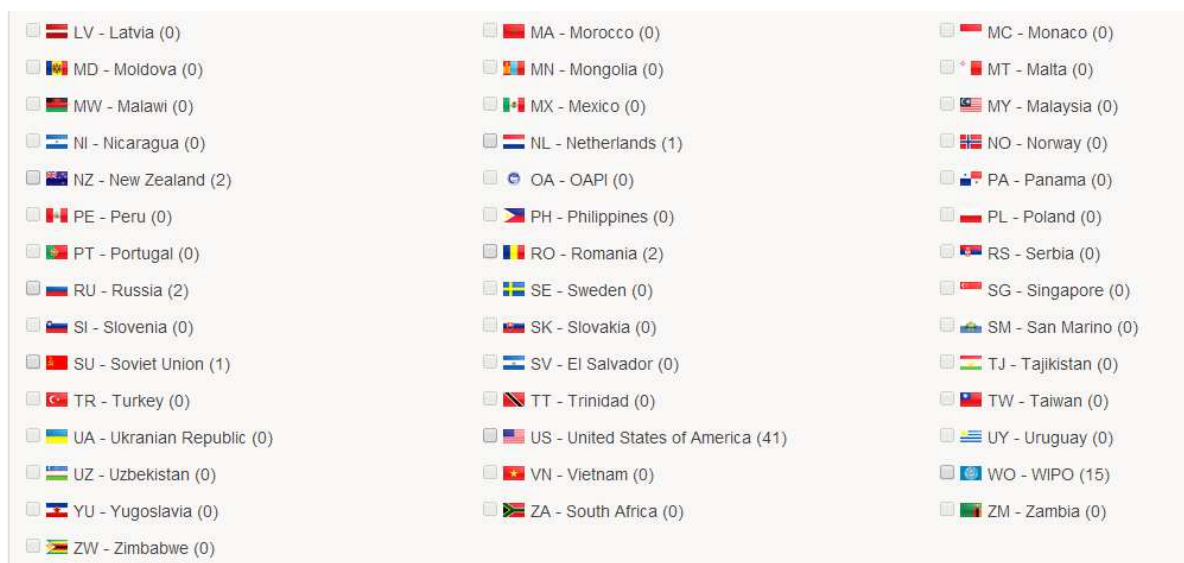 LV - Latvia (0)
MA - Morocco (0)
MC - Monaco (0)
MD - Moldova (0)
MN - Mongolia (0)
MT - Malta (0)
MW - Malawi (0)
MX - Mexico (0)
MY - Malaysia (0)
NI - Nicaragua (0)
NL - Netherlands (1)
NO - Norway (0)
NZ - New Zealand (2)
OA - OAPI (0)
PA - Panama (0)
PE - Peru (0)
PH - Philippines (0)
PL - Poland (0)
PT - Portugal (0)
RO - Romania (2)
RS - Serbia (0)
RU - Russia (2)
SE - Sweden (0)
SG - Singapore (0)
SI - Slovenia (0)
SK - Slovakia (0)
SM - San Marino (0)
SU - Soviet Union (1)
SV - El Salvador (0)
TJ - Tajikistan (0)
TR - Turkey (0)
TT - Trinidad (0)
TW - Taiwan (0)
UA - Ukranian Republic (0)
US - United States of America (41)
UY - Uruguay (0)
UZ - Uzbekistan (0)
VN - Vietnam (0)
WO - WIPO (15)
YU - Yugoslavia (0)
ZA - South Africa (0)
ZM - Zambia (0)
ZW - Zimbabwe (0)